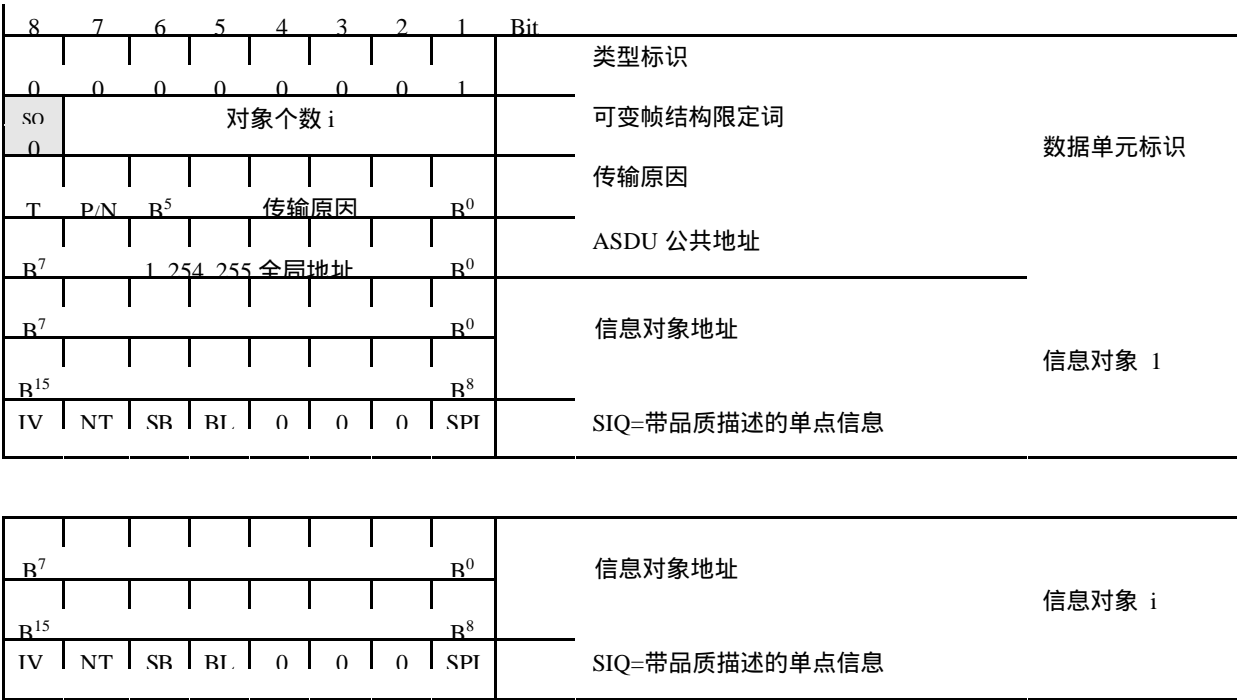 8 7 6 5 4 3 2 1 Bit
类型标识
0 0 0 0 0 0 0 1
SQ 对象个数 i 可变帧结构限定词
0
数据单元标识
传输原因
T P/N B5 传输原因 B0
ASDU 公共地址
B7 1..254, 255 全局地址 B0
B7 B0
信息对象地址
信息对象 1
B15 B8
IV NT SB BL 0 0 0 SPI SIQ=带品质描述的单点信息
B7 B0
信息对象地址
信息对象 i
B15 B8
IV NT SB BL 0 0 0 SPI SIQ=带品质描述的单点信息